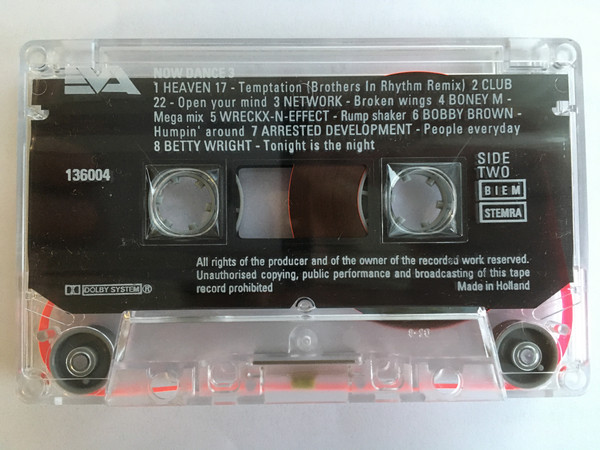 EVA
NOW DANCE 3
1 HEAVEN 17 - Temptation (Brothers In Rhythm Remix) 2 CLUB
22 - Open your mind 3 NETWORK - Broken wings 4 BONEY M -
Mega mix 5 WRECKX-N-EFFECT - Rump shaker 6 BOBBY BROWN -
Humpin' around 7 ARRESTED DEVELOPMENT - People everyday
8 BETTY WRIGHT - Tonight is the night
136004
SIDE
TWO
BIEM
STEMRA
All rights of the producer and of the owner of the recorded work reserved.
Unauthorised copying, public performance and broadcasting of this tape
record prohibited
Made in Holland
DOLBY SYSTEM ®